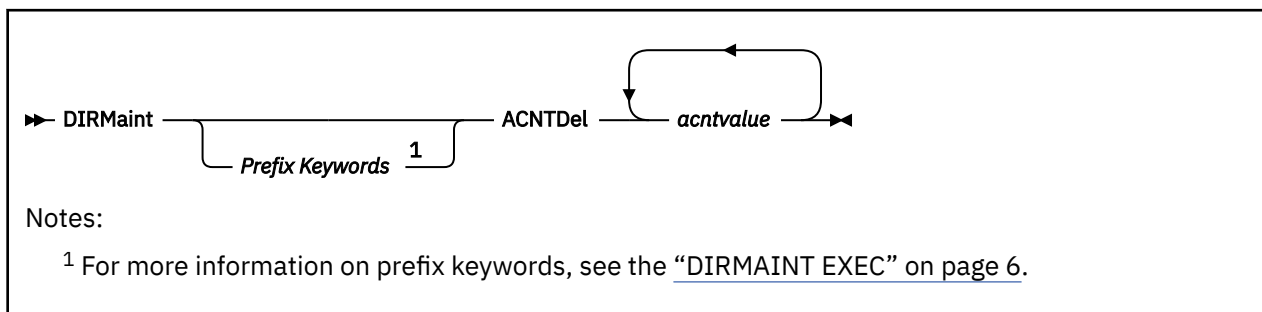 DIRMaint ACNTDel acntvalue
Prefix Keywords 1
Notes:
1 For more information on prefix keywords, see the “DIRMAINT EXEC” on page 6.